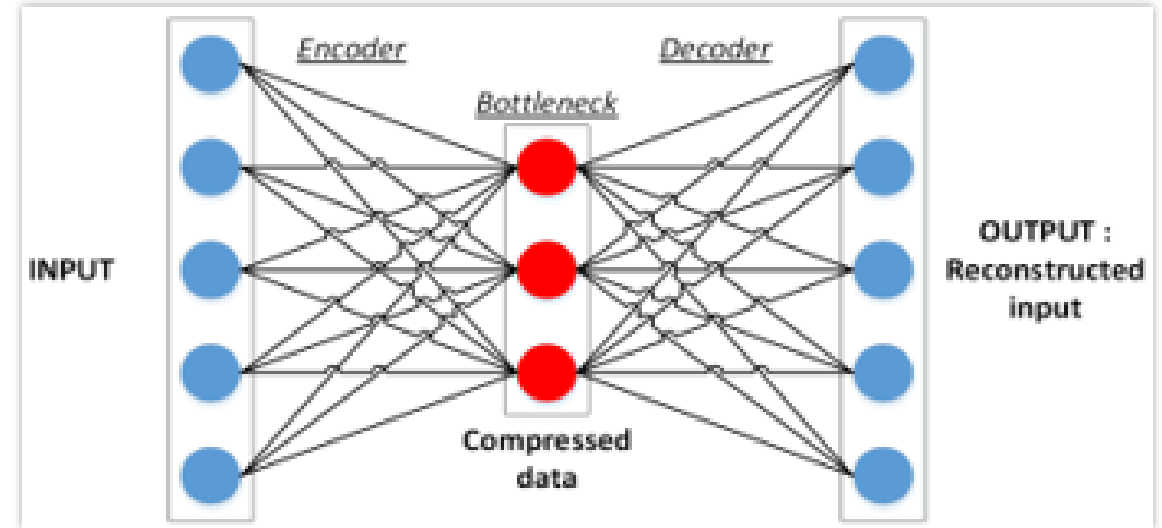 Encoder
Decoder
Bottleneck
INPUT
OUTPUT :
Reconstructed
input
Compressed
data